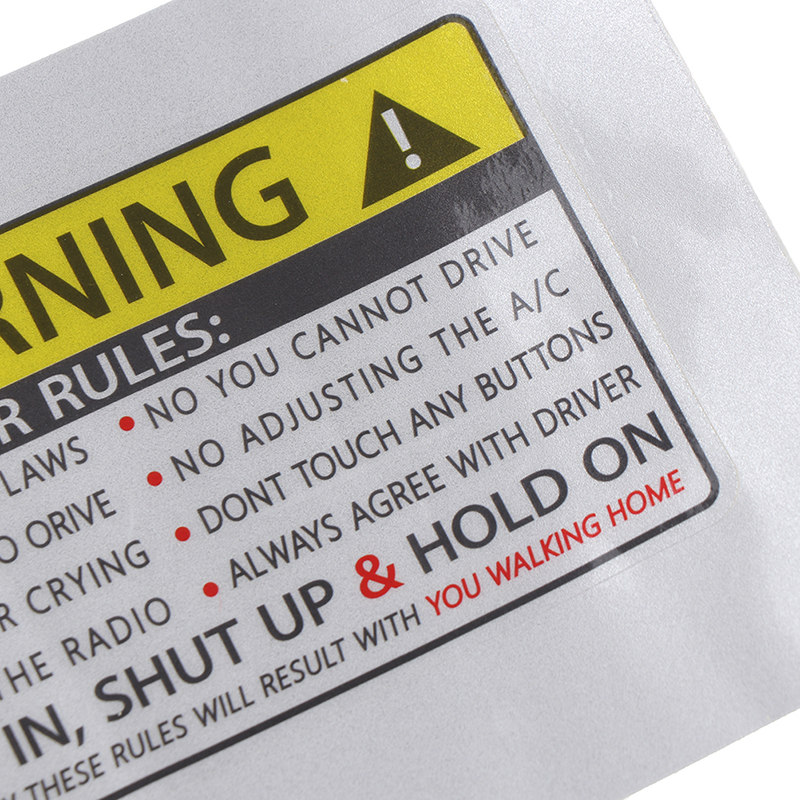 RNING
R RULES:
LAWS • NO YOU CANNOT DRIVE
O ORIVE • NO ADJUSTING THE A/C
R CRYING • DONT TOUCH ANY BUTTONS
THE RADIO • ALWAYS AGREE WITH DRIVER
IN, SHUT UP & HOLD ON
THESE RULES WILL RESULT WITH YOU WALKING HOME